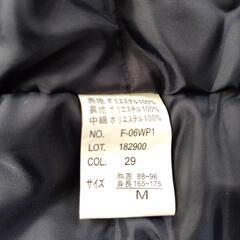 表地 ポリエステル100%
裏地 ポリエステル100%
中綿 ポリエステル100%
NO. F-06WP1
LOT. 182900
COL. 29
サイズ 胸囲 88-96
身長 165-175
M